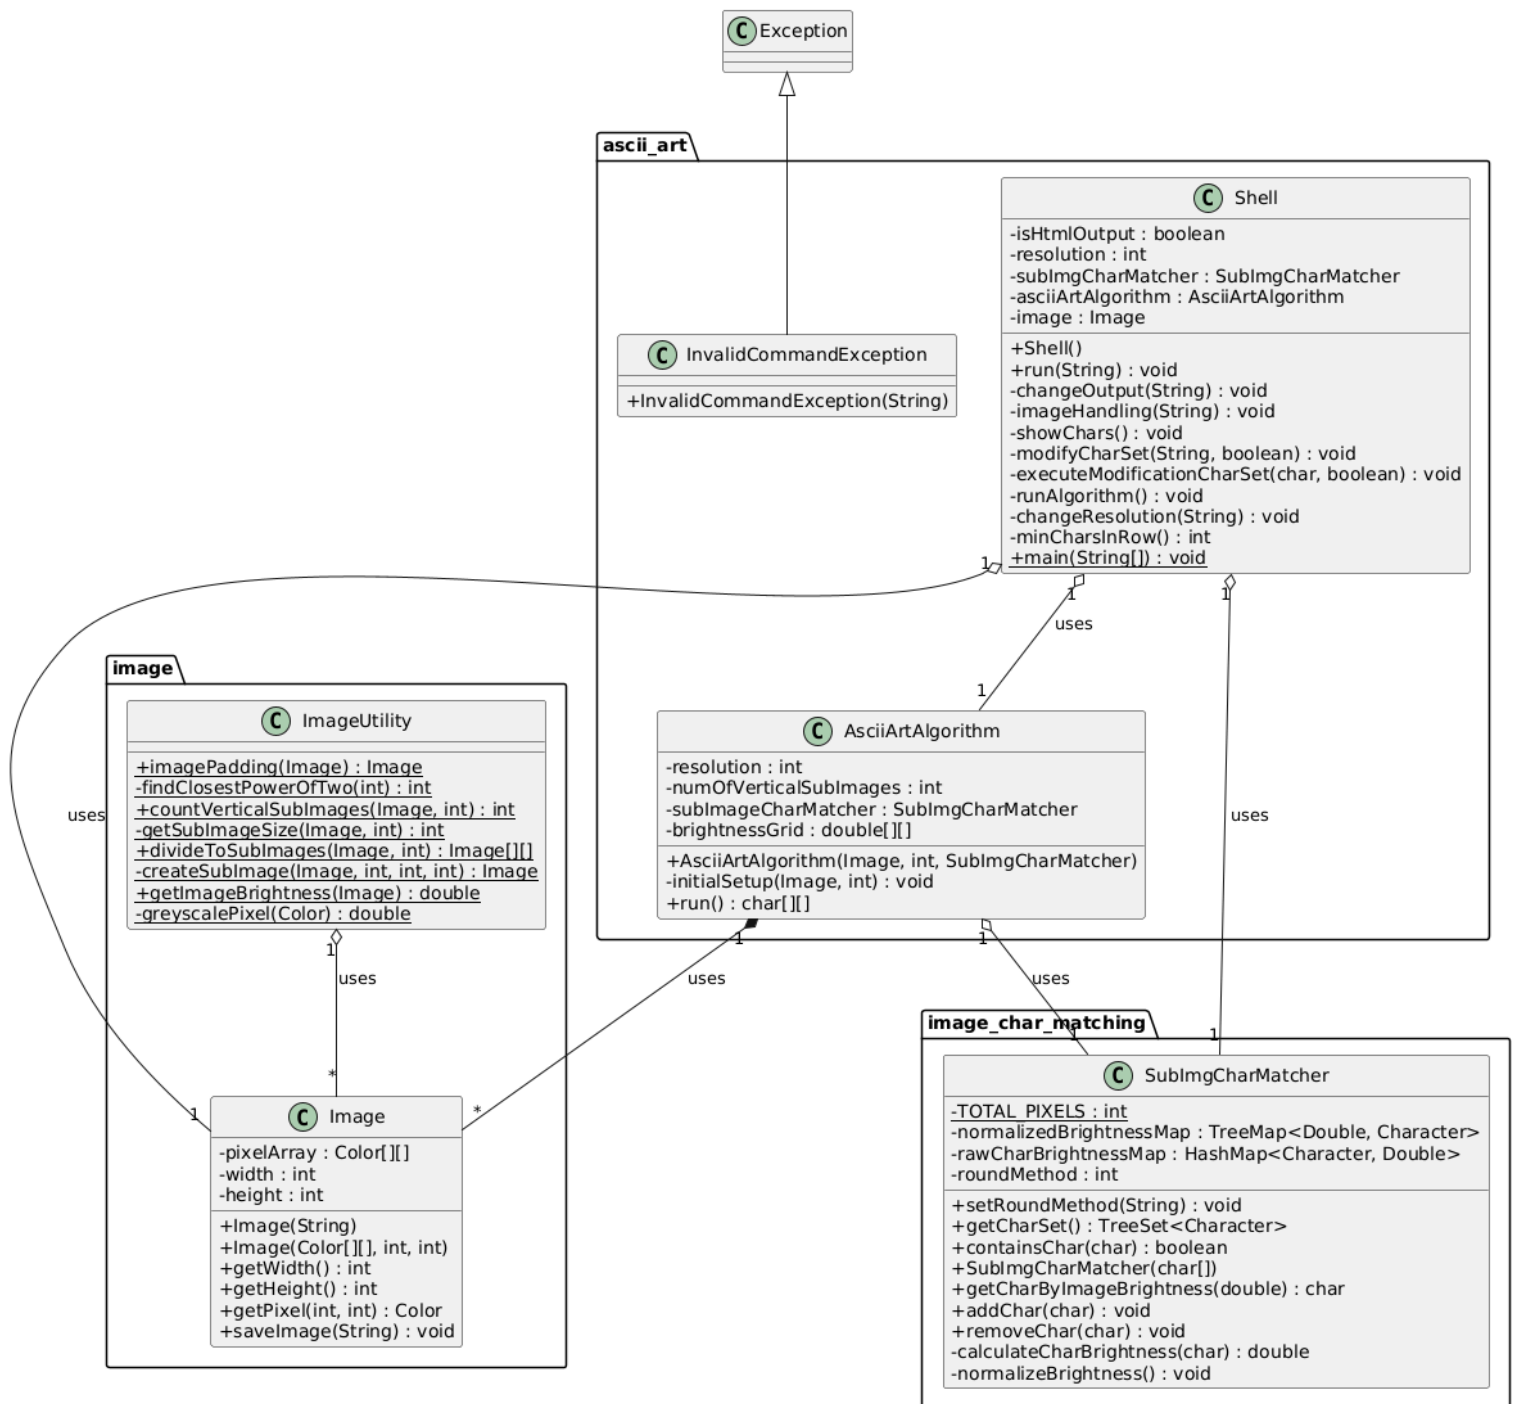 C Exception
ascii_art
C Shell
-isHtmlOutput : boolean
-resolution : int
-subImgCharMatcher : SubImgCharMatcher
-asciiArtAlgorithm : AsciiArtAlgorithm
-image : Image
+Shell()
+run(String) : void
-changeOutput(String) : void
-imageHandling(String) : void
-showChars() : void
-modifyCharSet(String, boolean) : void
-executeModificationCharSet(char, boolean) : void
-runAlgorithm() : void
-changeResolution(String) : void
-minCharsInRow() : int
+main(String[]) : void
C InvalidCommandException
+InvalidCommandException(String)
1
1
1
uses
1
uses
uses
image
C ImageUtility
+imagePadding(Image) : Image
-findClosestPowerOfTwo(int) : int
+countVerticalSubImages(Image, int) : int
-getSubImageSize(Image, int) : int
+divideToSubImages(Image, int) : Image[][]
-createSubImage(Image, int, int, int) : Image
+getImageBrightness(Image) : double
-greyscalePixel(Color) : double
C AsciiArtAlgorithm
-resolution : int
-numOfVerticalSubImages : int
-subImageCharMatcher : SubImgCharMatcher
-brightnessGrid : double[][]
+AsciiArtAlgorithm(Image, int, SubImgCharMatcher)
-initialSetup(Image, int) : void
+run() : char[][]
1
1
1
uses
uses
uses
image_char_matching
1
1
*
*
1
C Image
-pixelArray : Color[][]
-width : int
-height : int
+Image(String)
+Image(Color[][], int, int)
+getWidth() : int
+getHeight() : int
+getPixel(int, int) : Color
+saveImage(String) : void
C SubImgCharMatcher
-TOTAL_PIXELS : int
-normalizedBrightnessMap : TreeMap<Double, Character>
-rawCharBrightnessMap : HashMap<Character, Double>
-roundMethod : int
+setRoundMethod(String) : void
+getCharSet() : TreeSet<Character>
+containsChar(char) : boolean
+SubImgCharMatcher(char[])
+getCharByImageBrightness(double) : char
+addChar(char) : void
+removeChar(char) : void
-calculateCharBrightness(char) : double
-normalizeBrightness() : void